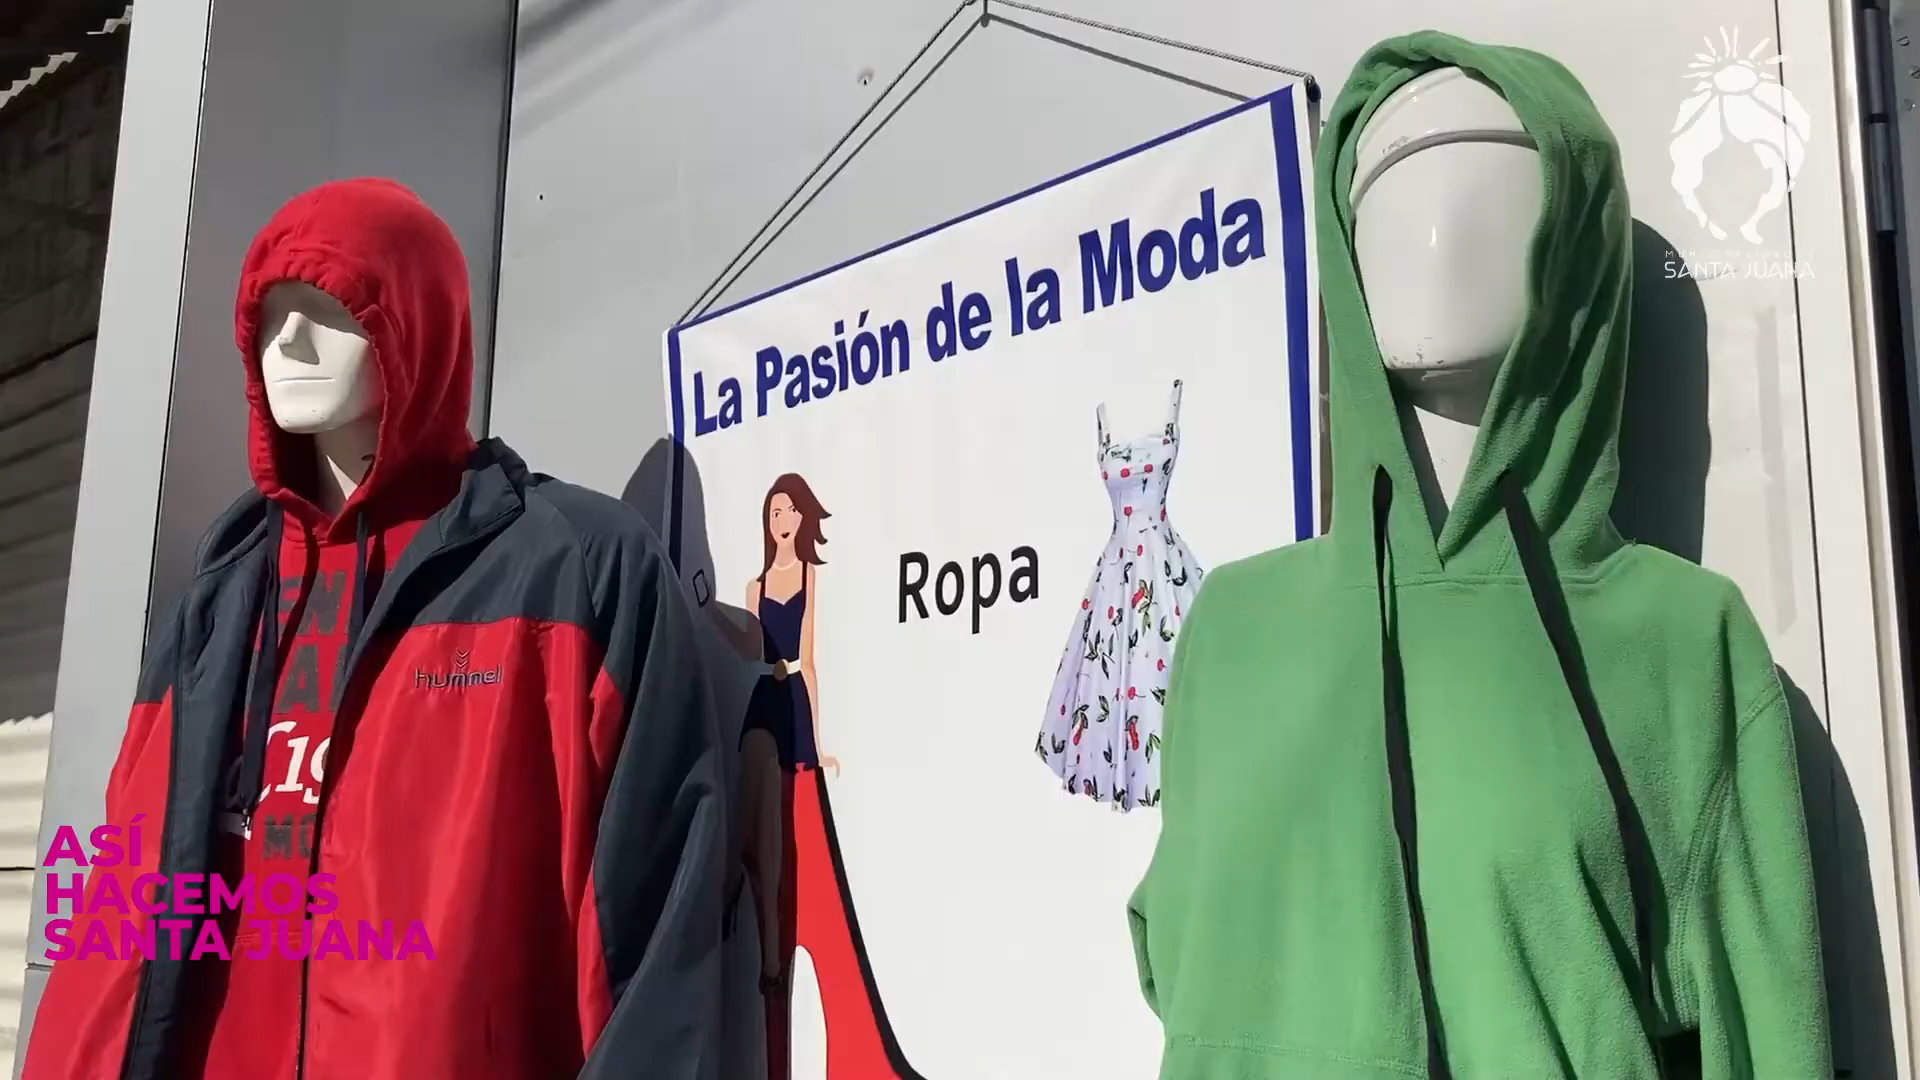 La Pasión de la Moda
Ropa
hummel
ASÍ
HACEMOS
SANTA JUANA
SANTA JUANA